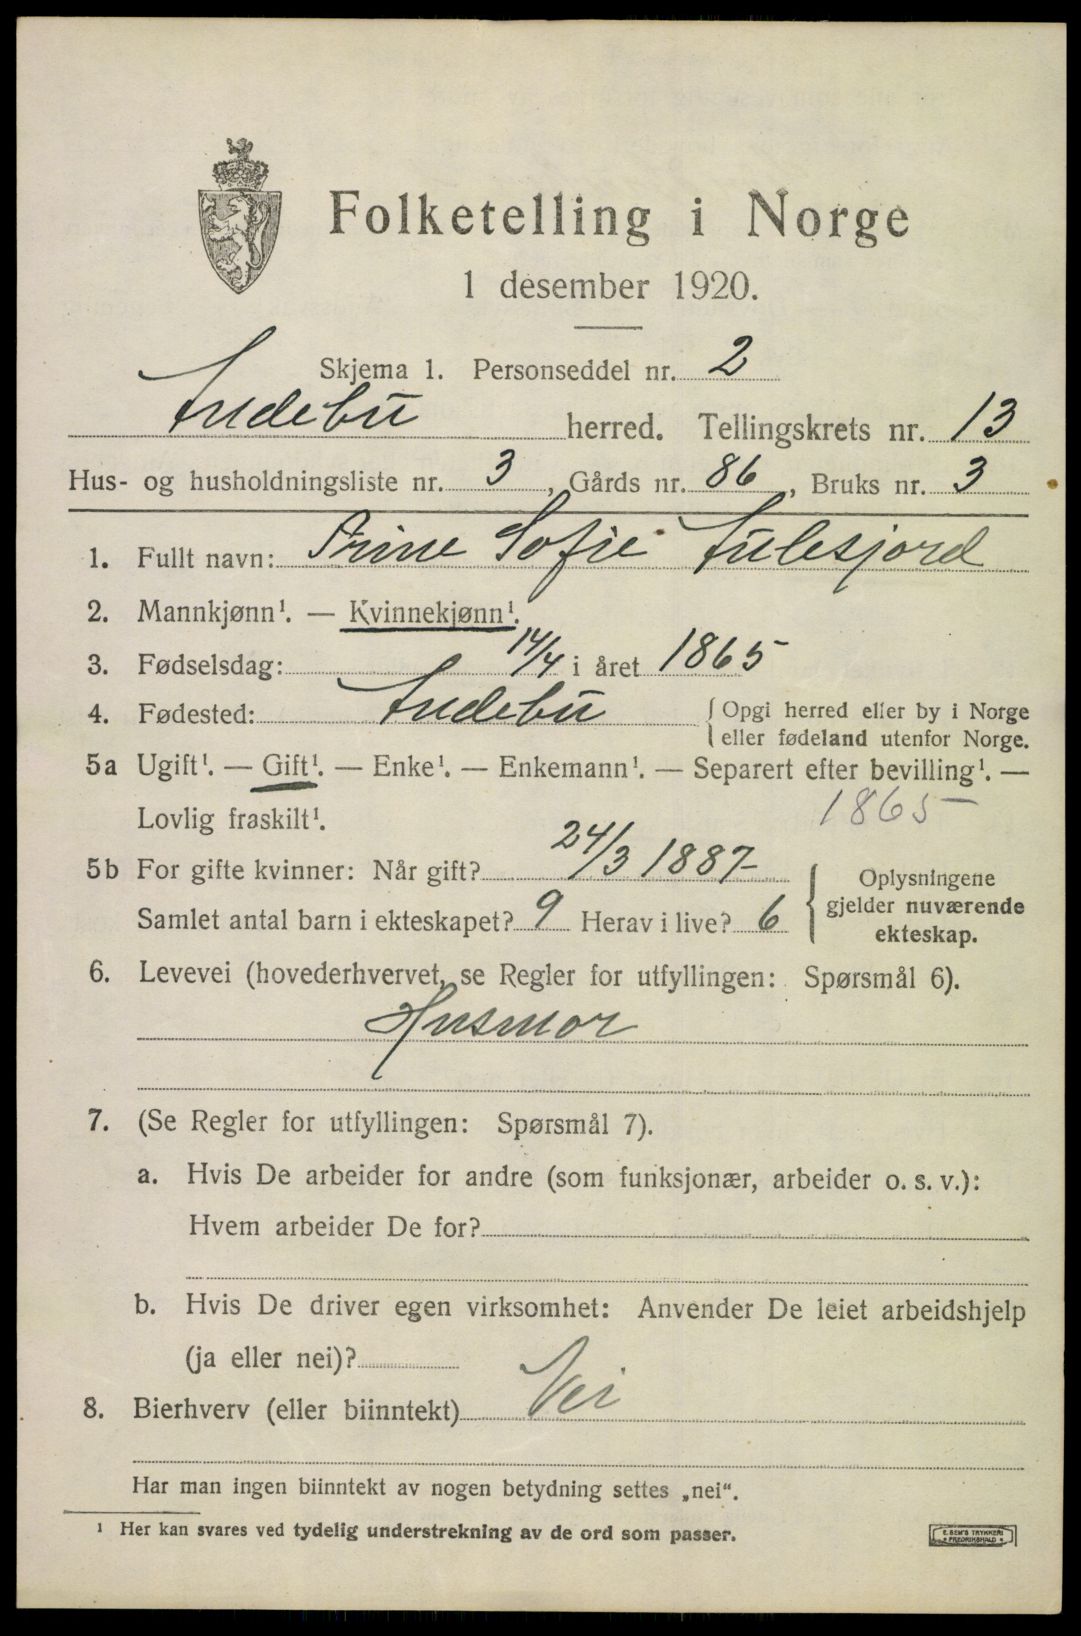 Folketelling i Norge
1 desember 1920.
Skjema 1. Personseddel nr. 2
Andebu herred. Tellingskrets nr. 13
Hus- og husholdningsliste nr. 3, Gårds nr. 86, Bruks nr. 3
1. Fullt navn: Trine Sofie Aulesjord
2. Mannkjønn¹. — Kvinnekjønn¹.
3. Fødselsdag: 14/4 i året 1865
4. Fødested: Andebu { Opgi herred eller by i Norge
eller fødeland utenfor Norge.
5a Ugift¹. — Gift¹. — Enke¹. — Enkemann¹. — Separert efter bevilling¹. —
Lovlig fraskilt¹. 1865
5b For gifte kvinner: Når gift? 24/3 1887
Samlet antal barn i ekteskapet? 9 Herav i live? 6
{ Oplysningene
gjelder nuværende
ekteskap.
6. Levevei (hovederhvervet, se Regler for utfyllingen: Spørsmål 6).
Husmor
7. (Se Regler for utfyllingen: Spørsmål 7).
a. Hvis De arbeider for andre (som funksjonær, arbeider o. s. v.):
Hvem arbeider De for?
b. Hvis De driver egen virksomhet: Anvender De leiet arbeidshjelp
(ja eller nei)?
8. Bierhverv (eller biinntekt) Nei
Har man ingen biinntekt av nogen betydning settes „nei“.
¹ Her kan svares ved tydelig understrekning av de ord som passer.
E. SEM'S TRYKKERI
FREDRIKSHALD